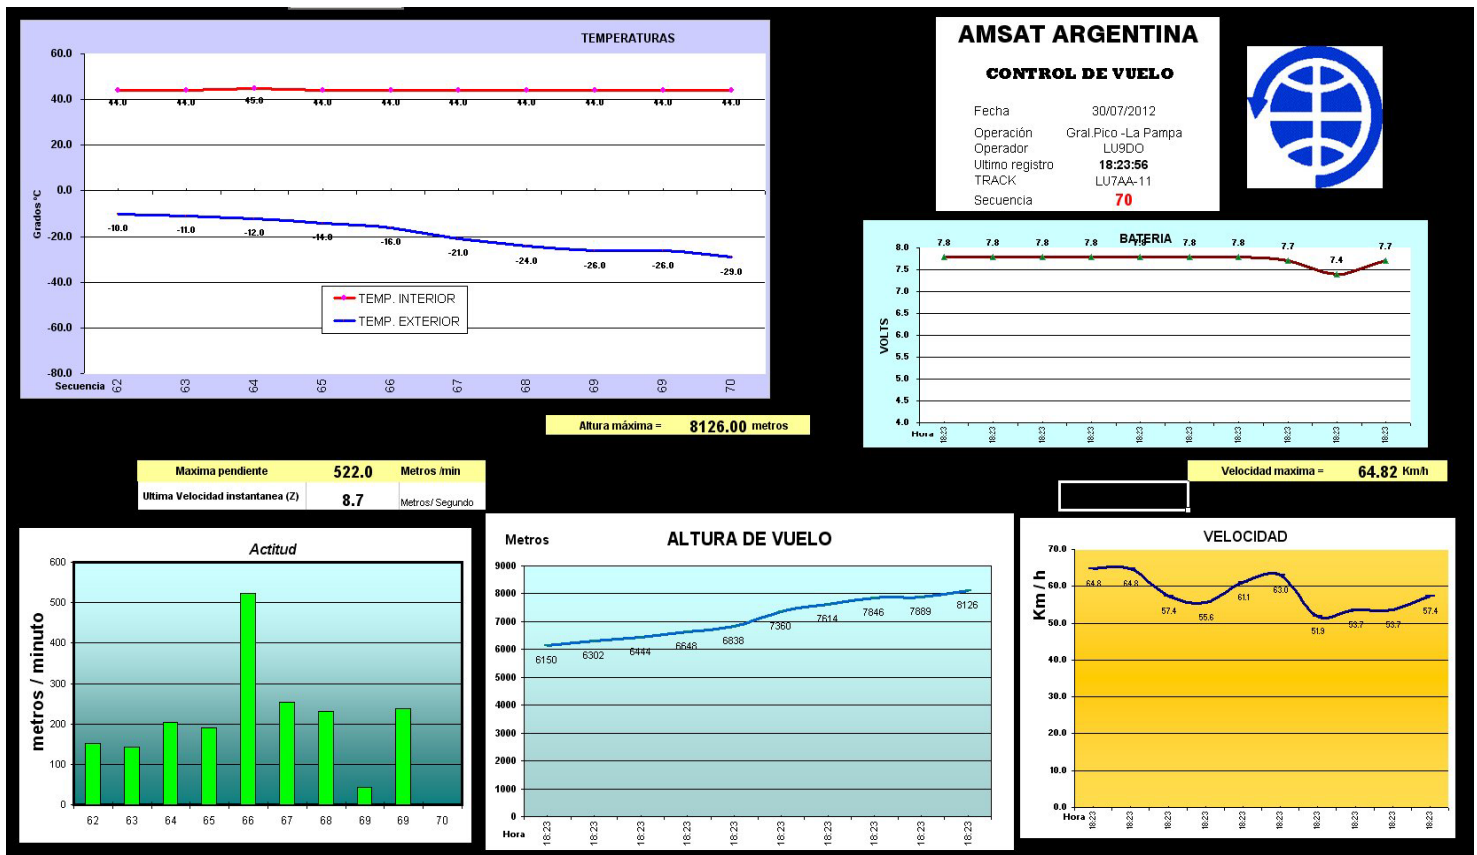 TEMPERATURAS
60.0
40.0
20.0
0.0
-20.0
-40.0
-60.0
-80.0
Grados ºC
44.0 44.0 45.0 44.0 44.0 44.0 44.0 44.0 44.0 44.0
-10.0 -11.0 -12.0 -14.0 -16.0 -21.0 -24.0 -26.0 -26.0 -29.0
TEMP. INTERIOR
TEMP. EXTERIOR
Secuencia 62 63 64 65 66 67 68 69 69 70
AMSAT ARGENTINA
CONTROL DE VUELO
Fecha 30/07/2012
Operación Gral.Pico -La Pampa
Operador LU9DO
Ultimo registro 18:23:56
TRACK LU7AA-11
Secuencia 70
BATERIA
7.8 7.8 7.8 7.8 7.8 7.8 7.8 7.7 7.4 7.7
8.0
7.5
7.0
6.5
6.0
5.5
5.0
4.5
4.0
VOLTS
Hora 18:23 18:23 18:23 18:23 18:23 18:23 18:23 18:23 18:23 18:23
Altura máxima = 8126.00 metros
Maxima pendiente 522.0 Metros /min
Ultima Velocidad instantanea (Z) 8.7 Metros/ Segundo
Velocidad maxima = 64.82 Km/h
Actitud
600
500
400
300
200
100
0
metros / minuto
62 63 64 65 66 67 68 69 69 70
Metros
ALTURA DE VUELO
9000
8000
7000
6000
5000
4000
3000
2000
1000
0
6150 6302 6444 6648 6838 7360 7614 7846 7889 8126
Hora 18:23 18:23 18:23 18:23 18:23 18:23 18:23 18:23 18:23 18:23
VELOCIDAD
70.0
60.0
50.0
40.0
30.0
20.0
10.0
0.0
Km / h
64.8 64.8 57.4 55.6 61.1 63.0 51.9 53.7 53.7 57.4
Hora 18:23 18:23 18:23 18:23 18:23 18:23 18:23 18:23 18:23 18:23